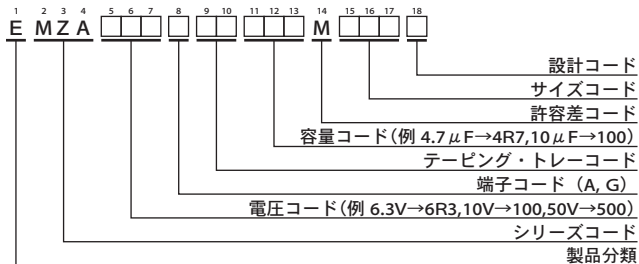 1 2 3 4 5 6 7 8 9 10 11 12 13 14 15 16 17 18
E M Z A □□□ □ □□ □□□ M □□□ □
設計コード
サイズコード
許容差コード
容量コード(例 4.7μF→4R7,10μF→100)
テーピング・トレーコード
端子コード (A, G)
電圧コード(例 6.3V→6R3,10V→100,50V→500)
シリーズコード
製品分類